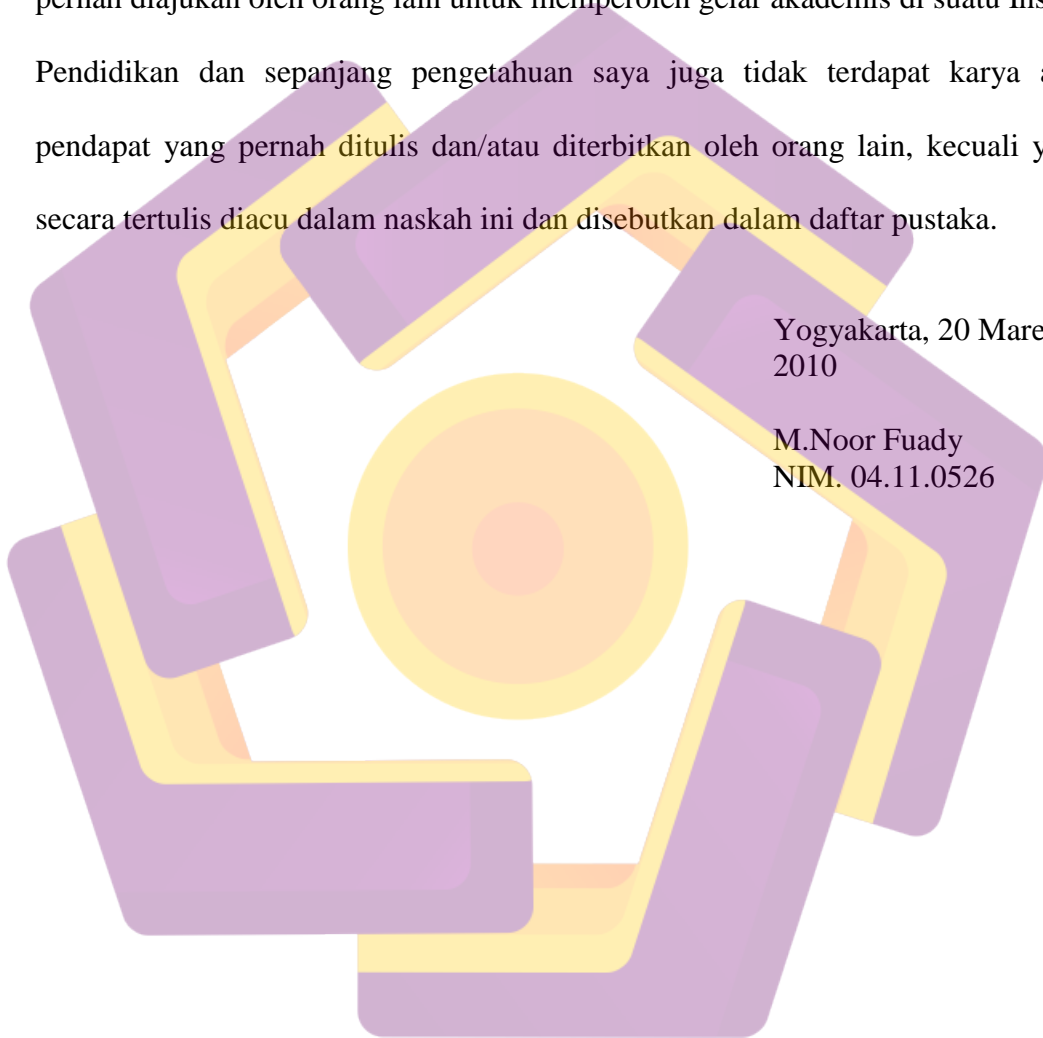 pernah diajukan oleh orang lain untuk memperoleh gelar akademis di suatu
Pendidikan dan sepanjang pengetahuan saya juga tidak terdapat karya
pendapat yang pernah ditulis dan/atau diterbitkan oleh orang lain, kecuali
secara tertulis diacu dalam naskah ini dan disebutkan dalam daftar pustaka.
Yogyakarta, 20 Mare
2010
M.Noor Fuady
NIM. 04.11.0526